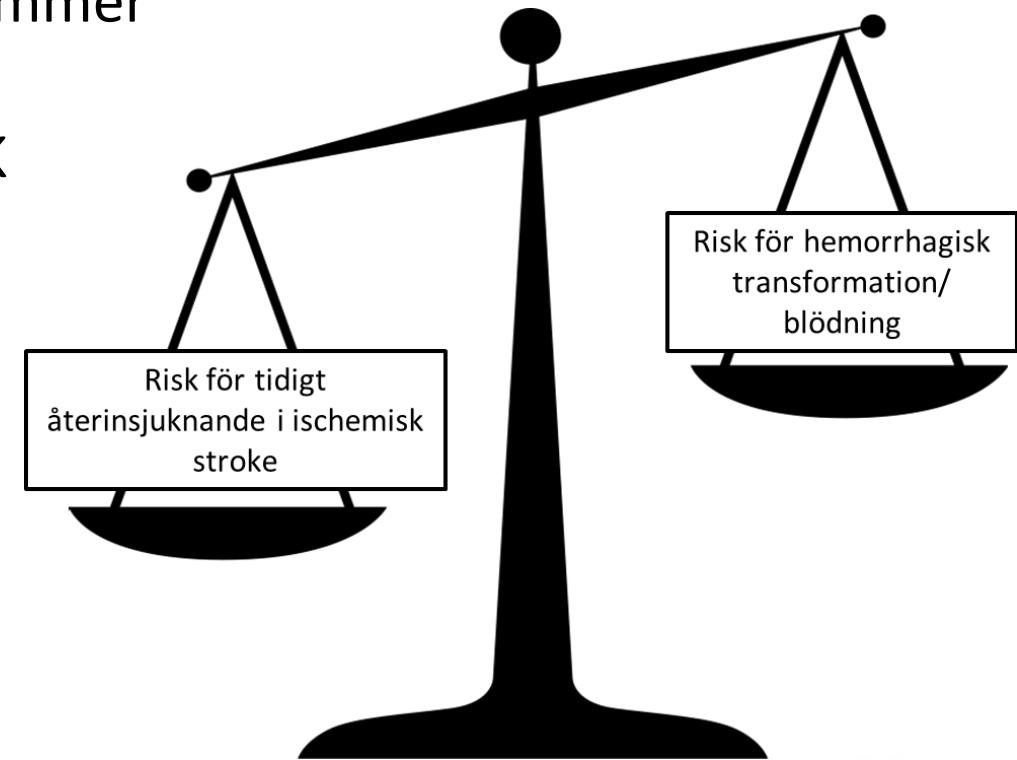 Risk för hemorrhagisk
transformation/
blödning
Risk för tidigt
återinsjuknande i ischemisk
stroke